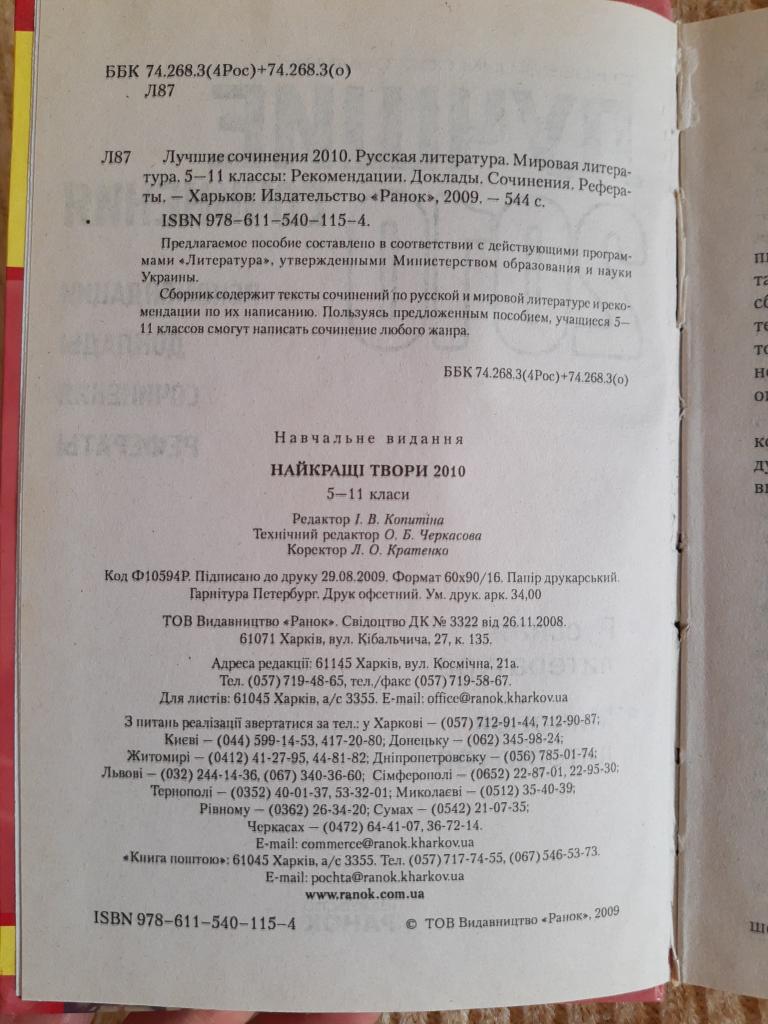 ББК 74.268.3(4Рос)+74.268.3(о)
Л87
Л87 Лучшие сочинения 2010. Русская литература. Мировая литера-
тура. 5—11 классы: Рекомендации. Доклады. Сочинения. Рефера-
ты. — Харьков: Издательство «Ранок», 2009. — 544 с.
ISBN 978–611–540–115–4.
Предлагаемое пособие составлено в соответствии с действующими програм-
мами «Литература», утвержденными Министерством образования и науки
Украины.
Сборник содержит тексты сочинений по русской и мировой литературе и реко-
мендации по их написанию. Пользуясь предложенным пособием, учащиеся 5—
11 классов смогут написать сочинение любого жанра.
ББК 74.268.3(4Рос)+74.268.3(о)
Навчальне видання
НАЙКРАЩІ ТВОРИ 2010
5—11 класи
Редактор І. В. Копитіна
Технічний редактор О. Б. Черкасова
Коректор Л. О. Кратенко
Код Ф10594Р. Підписано до друку 29.08.2009. Формат 60х90/16. Папір друкарський.
Гарнітура Петербург. Друк офсетний. Ум. друк. арк. 34,00
ТОВ Видавництво «Ранок». Свідоцтво ДК № 3322 від 26.11.2008.
61071 Харків, вул. Кібальчича, 27, к. 135.
Адреса редакції: 61145 Харків, вул. Космічна, 21а.
Тел. (057) 719-48-65, тел./факс (057) 719-58-67.
Для листів: 61045 Харків, а/с 3355. E-mail: office@ranok.kharkov.ua
З питань реалізації звертатися за тел.: у Харкові — (057) 712-91-44, 712-90-87;
Києві — (044) 599-14-53, 417-20-80; Донецьку — (062) 345-98-24;
Житомирі — (0412) 41-27-95, 44-81-82; Дніпропетровську — (056) 785-01-74;
Львові — (032) 244-14-36, (067) 340-36-60; Сімферополі — (0652) 22-87-01, 22-95-30;
Тернополі — (0352) 40-01-37, 53-32-01; Миколаєві — (0512) 35-40-39;
Рівному — (0362) 26-34-20; Сумах — (0542) 21-07-35;
Черкасах — (0472) 64-41-07, 36-72-14.
E-mail: commerce@ranok.kharkov.ua
«Книга поштою»: 61045 Харків, а/с 3355. Тел. (057) 717-74-55, (067) 546-53-73.
E-mail: pochta@ranok.kharkov.ua
www.ranok.com.ua
ISBN 978–611–540–115–4 © ТОВ Видавництво «Ранок», 2009